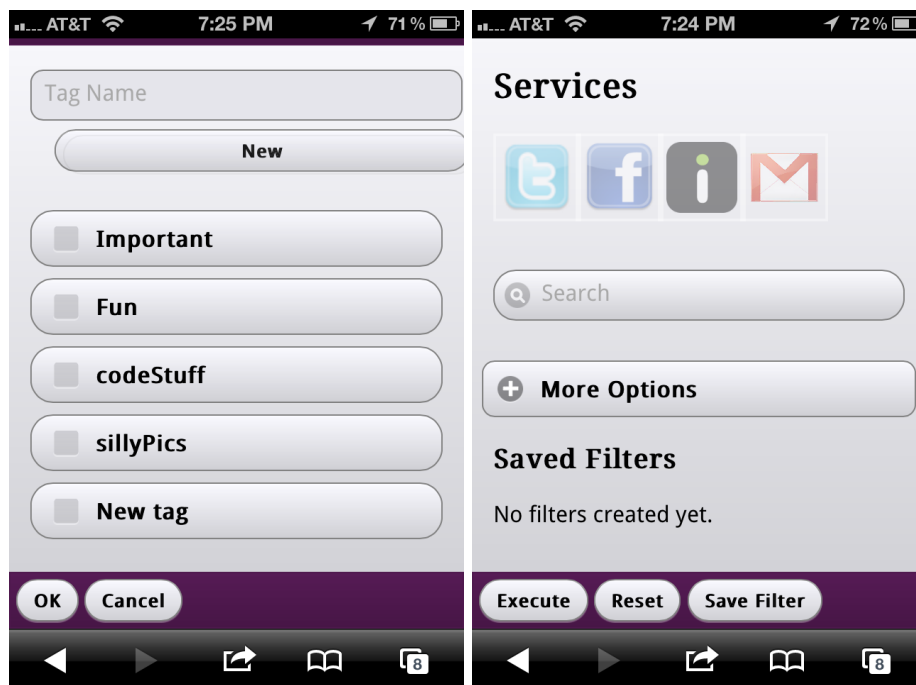 AT&T 7:25 PM 71%
Tag Name
New
Important
Fun
codeStuff
sillyPics
New tag
OK Cancel
8
AT&T 7:24 PM 72%
Services
t f i M
Search
More Options
Saved Filters
No filters created yet.
Execute Reset Save Filter
8